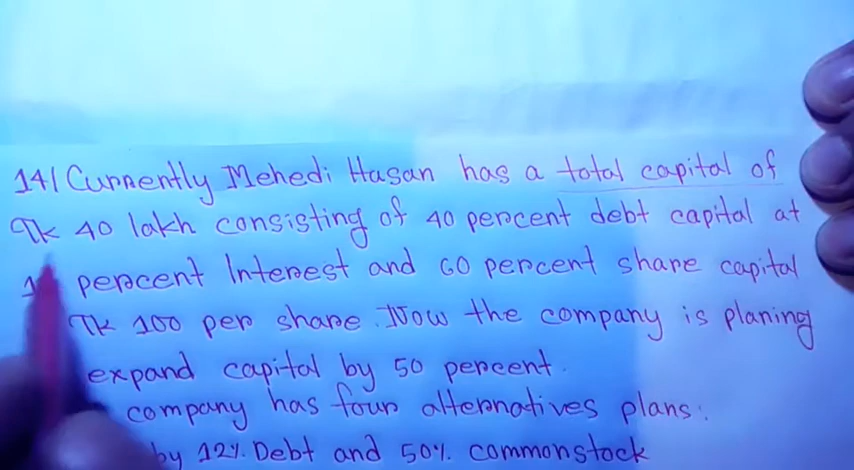 14/ Currently Mehedi Hasan has a total capital of
Tk 40 lakh consisting of 40 percent debt capital at
percent Interest and 60 percent share capital
Tk 100 per share. Now the company is planing
expand capital by 50 percent.
company has four alternatives plans:
by 12%. Debt and 50%. commonstock